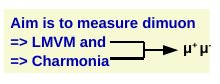 Aim is to measure dimuon
=> LMVM and
=> Charmonia
μ⁺ μ⁻